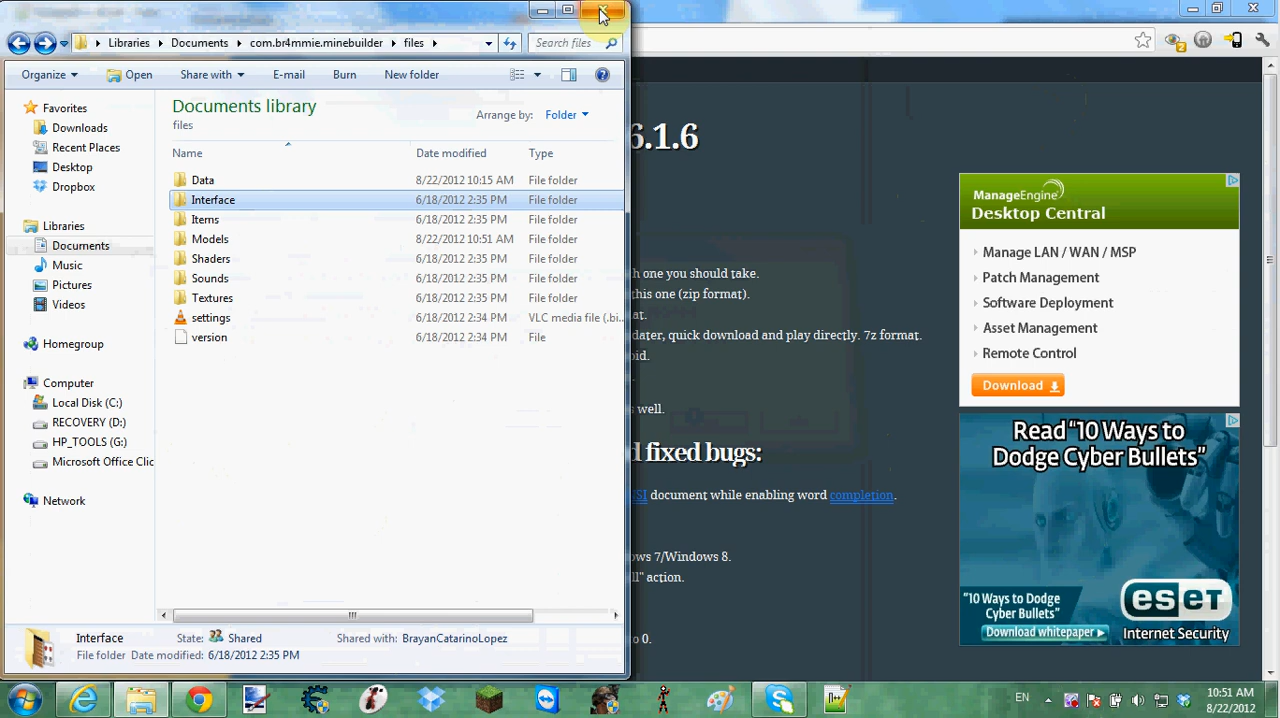 Libraries Documents com.br4mmie.minebuilder files
Search files
Organize Open Share with E-mail Burn New folder
Favorites
Downloads
Recent Places
Desktop
Dropbox
Libraries
Documents
Music
Pictures
Videos
Homegroup
Computer
Local Disk (C:)
RECOVERY (D:)
HP_TOOLS (G:)
Microsoft Office Clic
Network
Documents library
files
Arrange by: Folder
Name Date modified Type
Data 8/22/2012 10:15 AM File folder
Interface 6/18/2012 2:35 PM File folder
Items 6/18/2012 2:35 PM File folder
Models 8/22/2012 10:51 AM File folder
Shaders 6/18/2012 2:35 PM File folder
Sounds 6/18/2012 2:35 PM File folder
Textures 6/18/2012 2:35 PM File folder
settings 6/18/2012 2:34 PM VLC media file (.bi...
version 6/18/2012 2:34 PM File
Interface State: Shared Shared with: BrayanCatarinoLopez
File folder Date modified: 6/18/2012 2:35 PM
2
6.1.6
h one you should take.
this one (zip format).
at.
dater, quick download and play directly. 7z format.
oid.
s well.
d fixed bugs:
NSI document while enabling word completion.
ows 7/Windows 8.
ll" action.
to 0.
ManageEngine
Desktop Central
Manage LAN / WAN / MSP
Patch Management
Software Deployment
Asset Management
Remote Control
Download
Read "10 Ways to
Dodge Cyber Bullets"
"10 Ways to Dodge
Cyber Bullets"
Download whitepaper
eset
Internet Security
EN
10:51 AM
8/22/2012